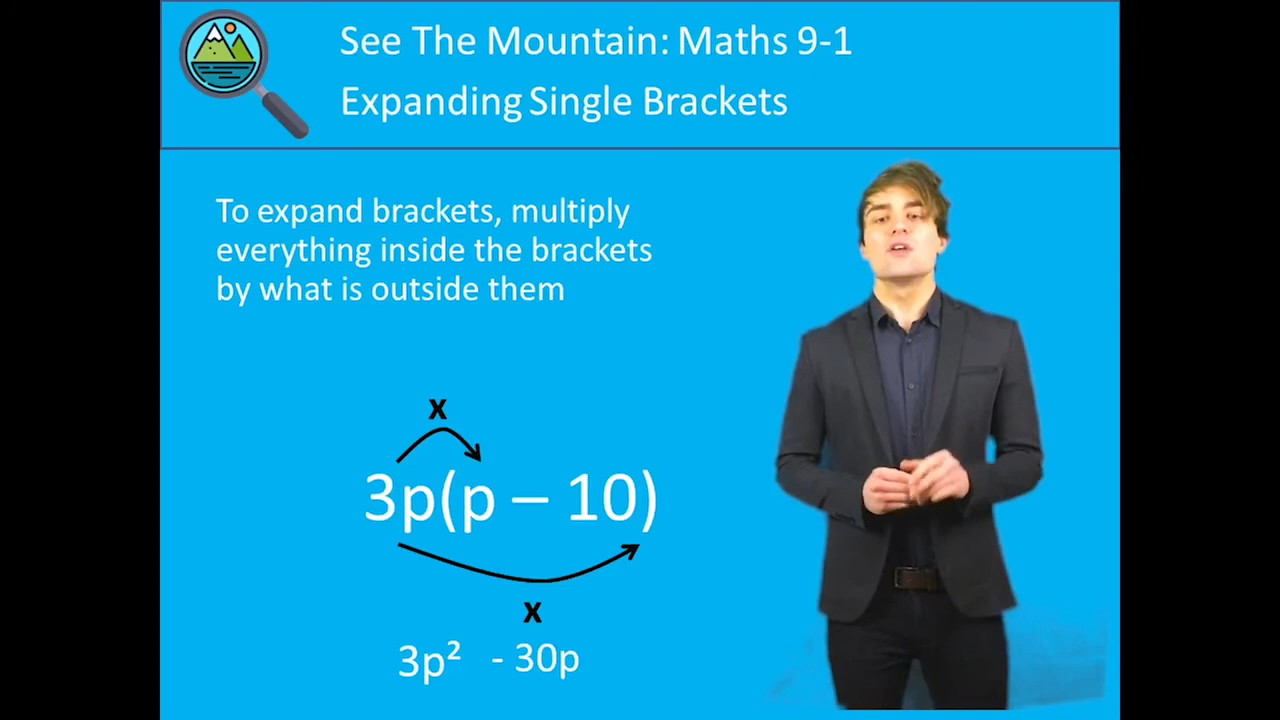 See The Mountain: Maths 9-1
Expanding Single Brackets
To expand brackets, multiply
everything inside the brackets
by what is outside them
x
3p(p – 10)
x
3p² - 30p